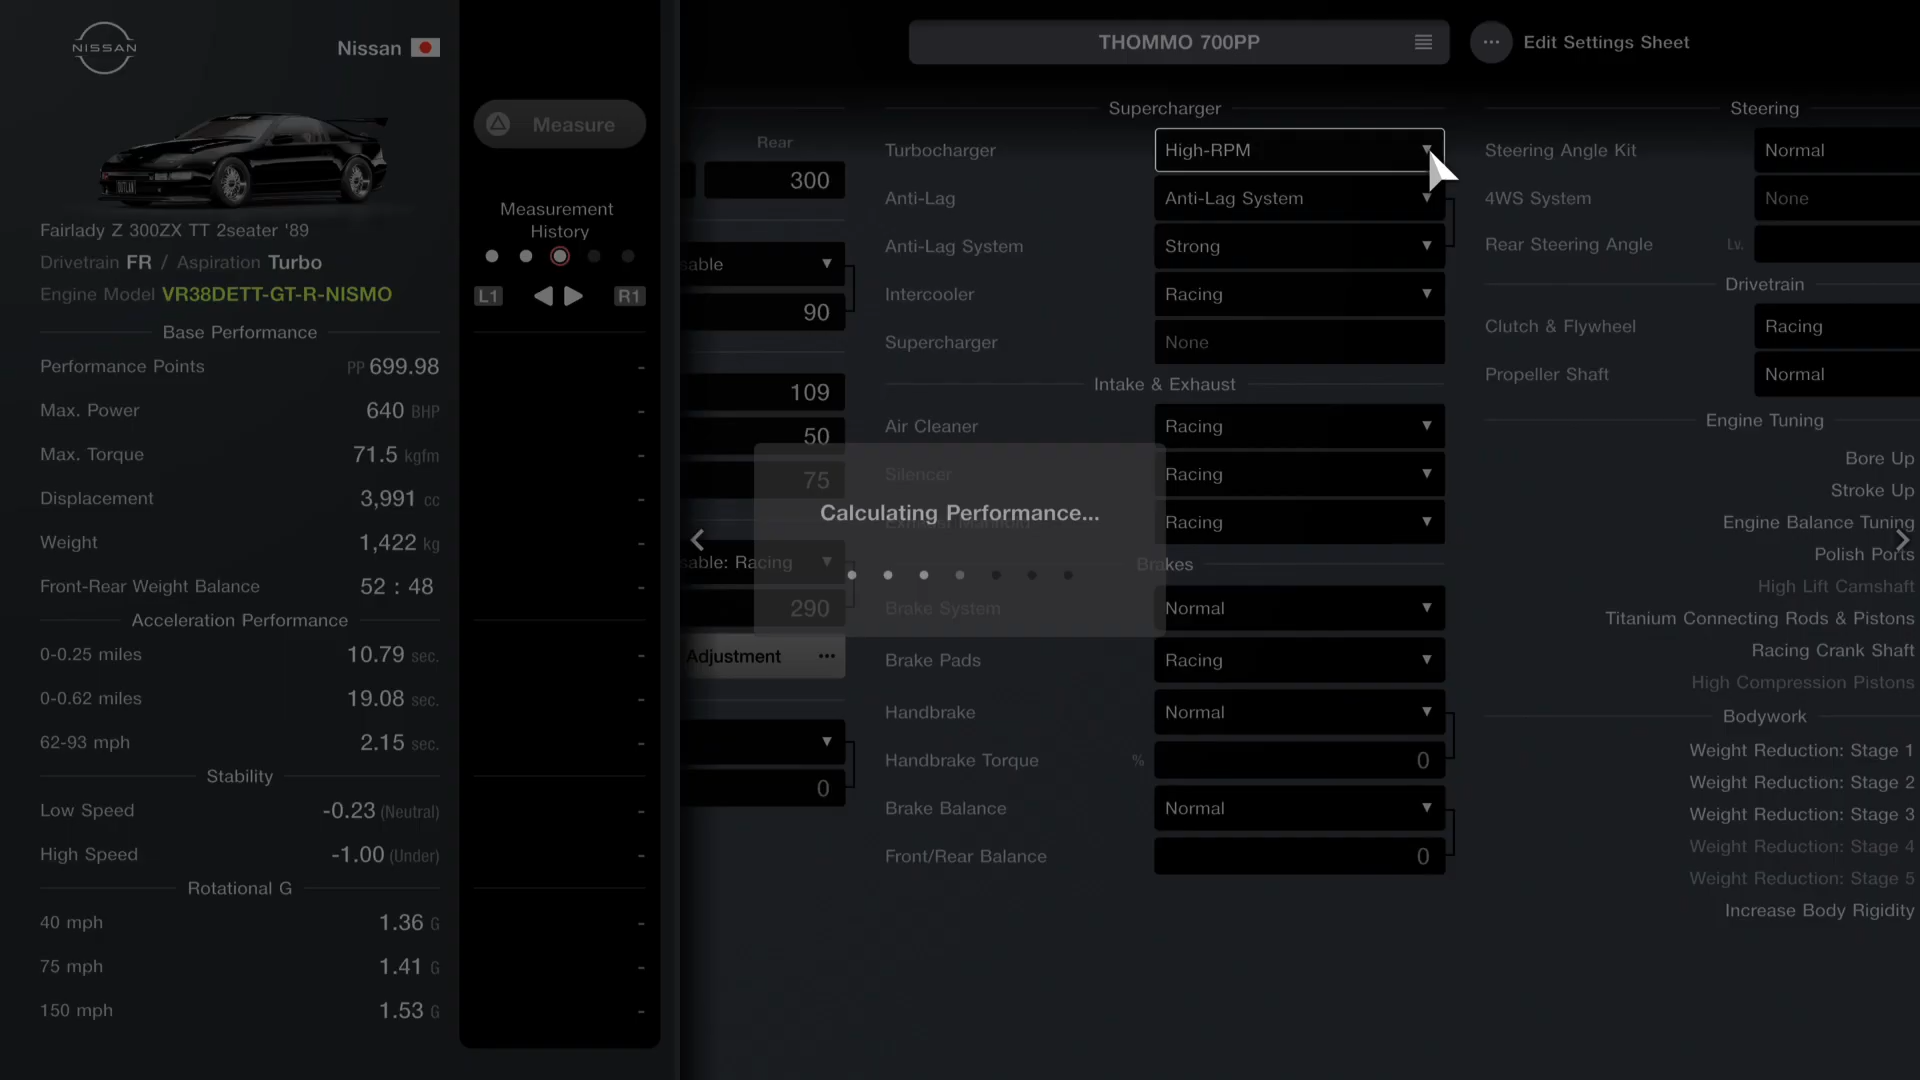 NISSAN
Nissan
THOMMO 700PP
Edit Settings Sheet
Measure
Measurement
History
L1
R1
Fairlady Z 300ZX TT 2seater '89
Drivetrain FR / Aspiration Turbo
Engine Model VR38DETT-GT-R-NISMO
Base Performance
Performance Points PP 699.98
Max. Power 640 BHP
Max. Torque 71.5 kgfm
Displacement 3,991 cc
Weight 1,422 kg
Front-Rear Weight Balance 52 : 48
Acceleration Performance
0-0.25 miles 10.79 sec.
0-0.62 miles 19.08 sec.
62-93 mph 2.15 sec.
Stability
Low Speed -0.23 (Neutral)
High Speed -1.00 (Under)
Rotational G
40 mph 1.36 G
75 mph 1.41 G
150 mph 1.53 G
Rear
300
sable
90
109
50
75
sable: Racing
290
Adjustment
0
Supercharger
Turbocharger High-RPM
Anti-Lag Anti-Lag System
Anti-Lag System Strong
Intercooler Racing
Supercharger None
Intake & Exhaust
Air Cleaner Racing
Silencer Racing
Racing
Calculating Performance...
Brakes
Brake System Normal
Brake Pads Racing
Handbrake Normal
Handbrake Torque % 0
Brake Balance Normal
Front/Rear Balance 0
Steering
Steering Angle Kit Normal
4WS System None
Rear Steering Angle Lv.
Drivetrain
Clutch & Flywheel Racing
Propeller Shaft Normal
Engine Tuning
Bore Up
Stroke Up
Engine Balance Tuning
Polish Ports
High Lift Camshaft
Titanium Connecting Rods & Pistons
Racing Crank Shaft
High Compression Pistons
Bodywork
Weight Reduction: Stage 1
Weight Reduction: Stage 2
Weight Reduction: Stage 3
Weight Reduction: Stage 4
Weight Reduction: Stage 5
Increase Body Rigidity